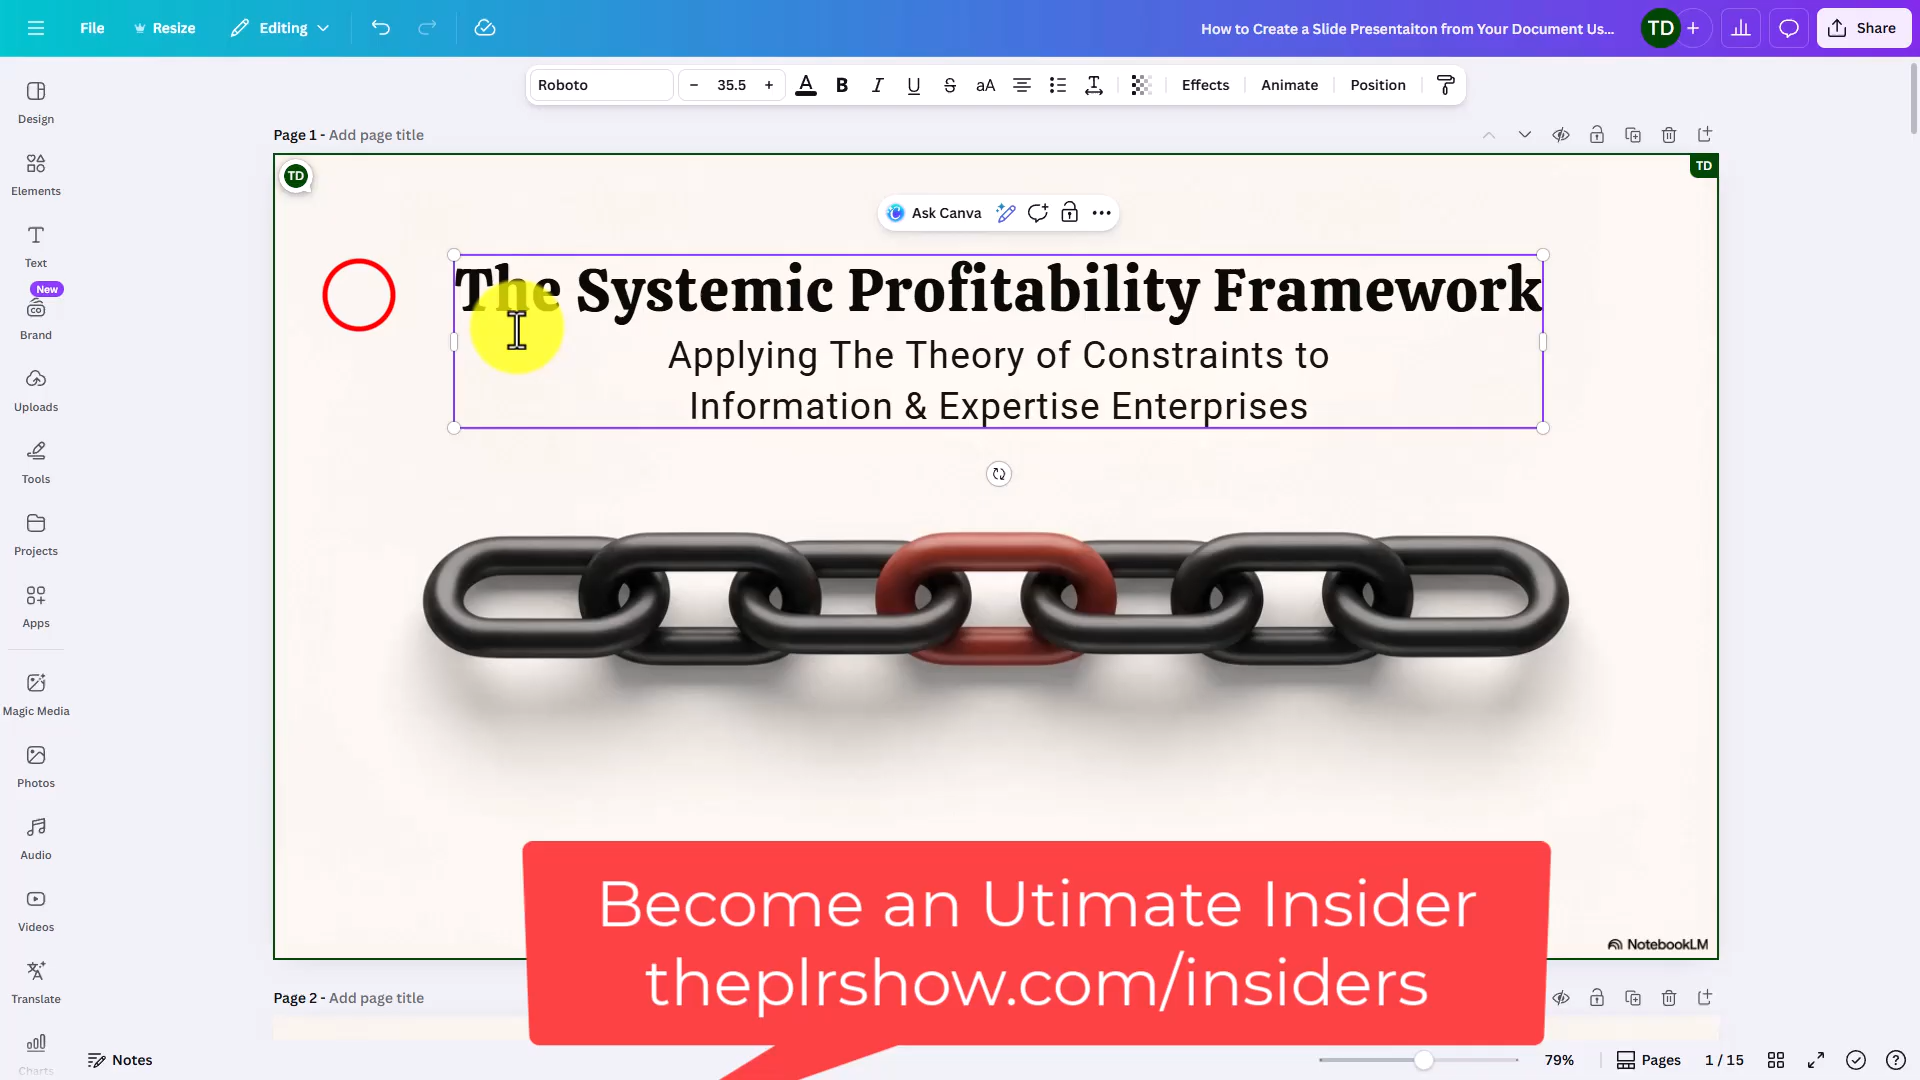 File
Resize
Editing
How to Create a Slide Presentaiton from Your Document Us...
TD
Share
Roboto
35.5
aA
Effects
Animate
Position
Design
Elements
Text
New
Brand
Uploads
Tools
Projects
Apps
Magic Media
Photos
Audio
Videos
Translate
Charts
Page 1 - Add page title
TD
TD
Ask Canva
The Systemic Profitability Framework
Applying The Theory of Constraints to
Information & Expertise Enterprises
NotebookLM
Become an Utimate Insider
theplrshow.com/insiders
Page 2 - Add page title
Notes
79%
Pages
1 / 15